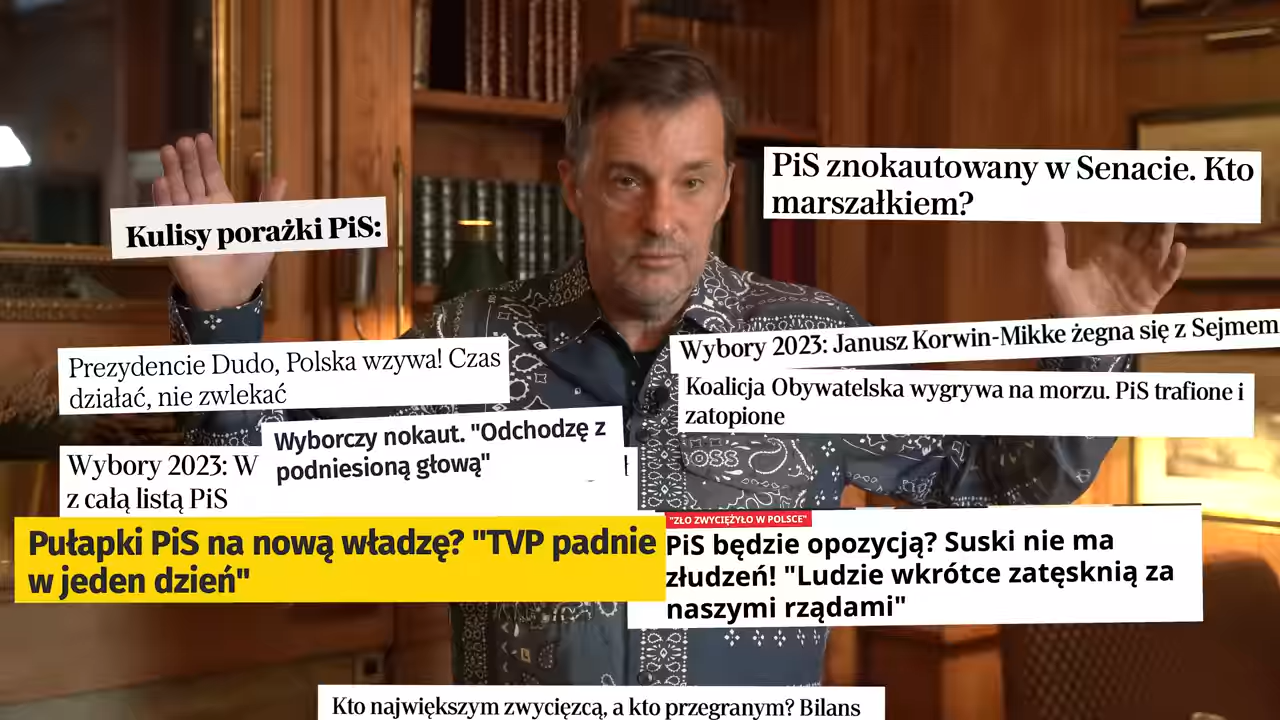 Kulisy porażki PiS:
PiS znokautowany w Senacie. Kto
marszałkiem?
Prezydencie Dudo, Polska wzywa! Czas
działać, nie zwlekać
Wybory 2023: Janusz Korwin-Mikke żegna się z Sejmem
Koalicja Obywatelska wygrywa na morzu. PiS trafione i
zatopione
Wyborczy nokaut. "Odchodzę z
podniesioną głową"
Wybory 2023: W
z całą listą PiS
Pułapki PiS na nową władzę? "TVP padnie
w jeden dzień"
"ZŁO ZWYCIĘŻYŁO W POLSCE"
PiS będzie opozycją? Suski nie ma
złudzeń! "Ludzie wkrótce zatęsknią za
naszymi rządami"
Kto największym zwycięzcą, a kto przegranym? Bilans